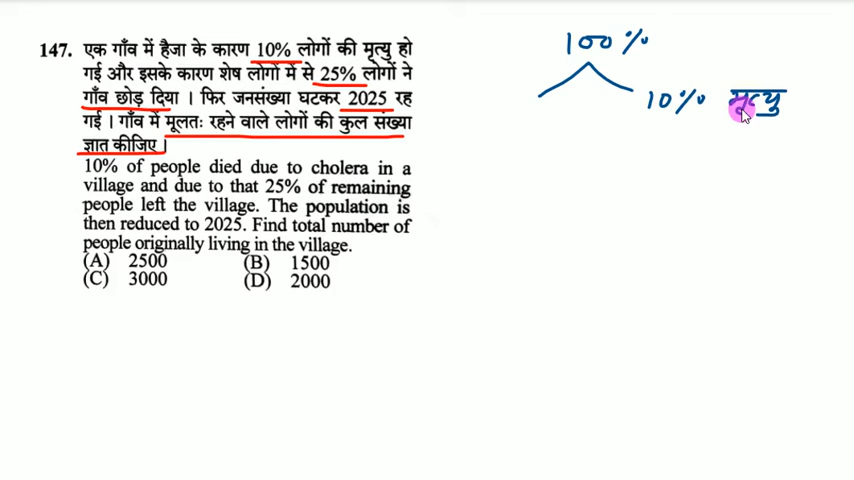 147. एक गाँव में हैजा के कारण 10% लोगों की मृत्यु हो
गई और इसके कारण शेष लोगों में से 25% लोगों ने
गाँव छोड़ दिया । फिर जनसंख्या घटकर 2025 रह
गई । गाँव में मूलतः रहने वाले लोगों की कुल संख्या
ज्ञात कीजिए।
10% of people died due to cholera in a
village and due to that 25% of remaining
people left the village. The population is
then reduced to 2025. Find total number of
people originally living in the village.
(A) 2500 (B) 1500
(C) 3000 (D) 2000
100%
10% मृत्यु